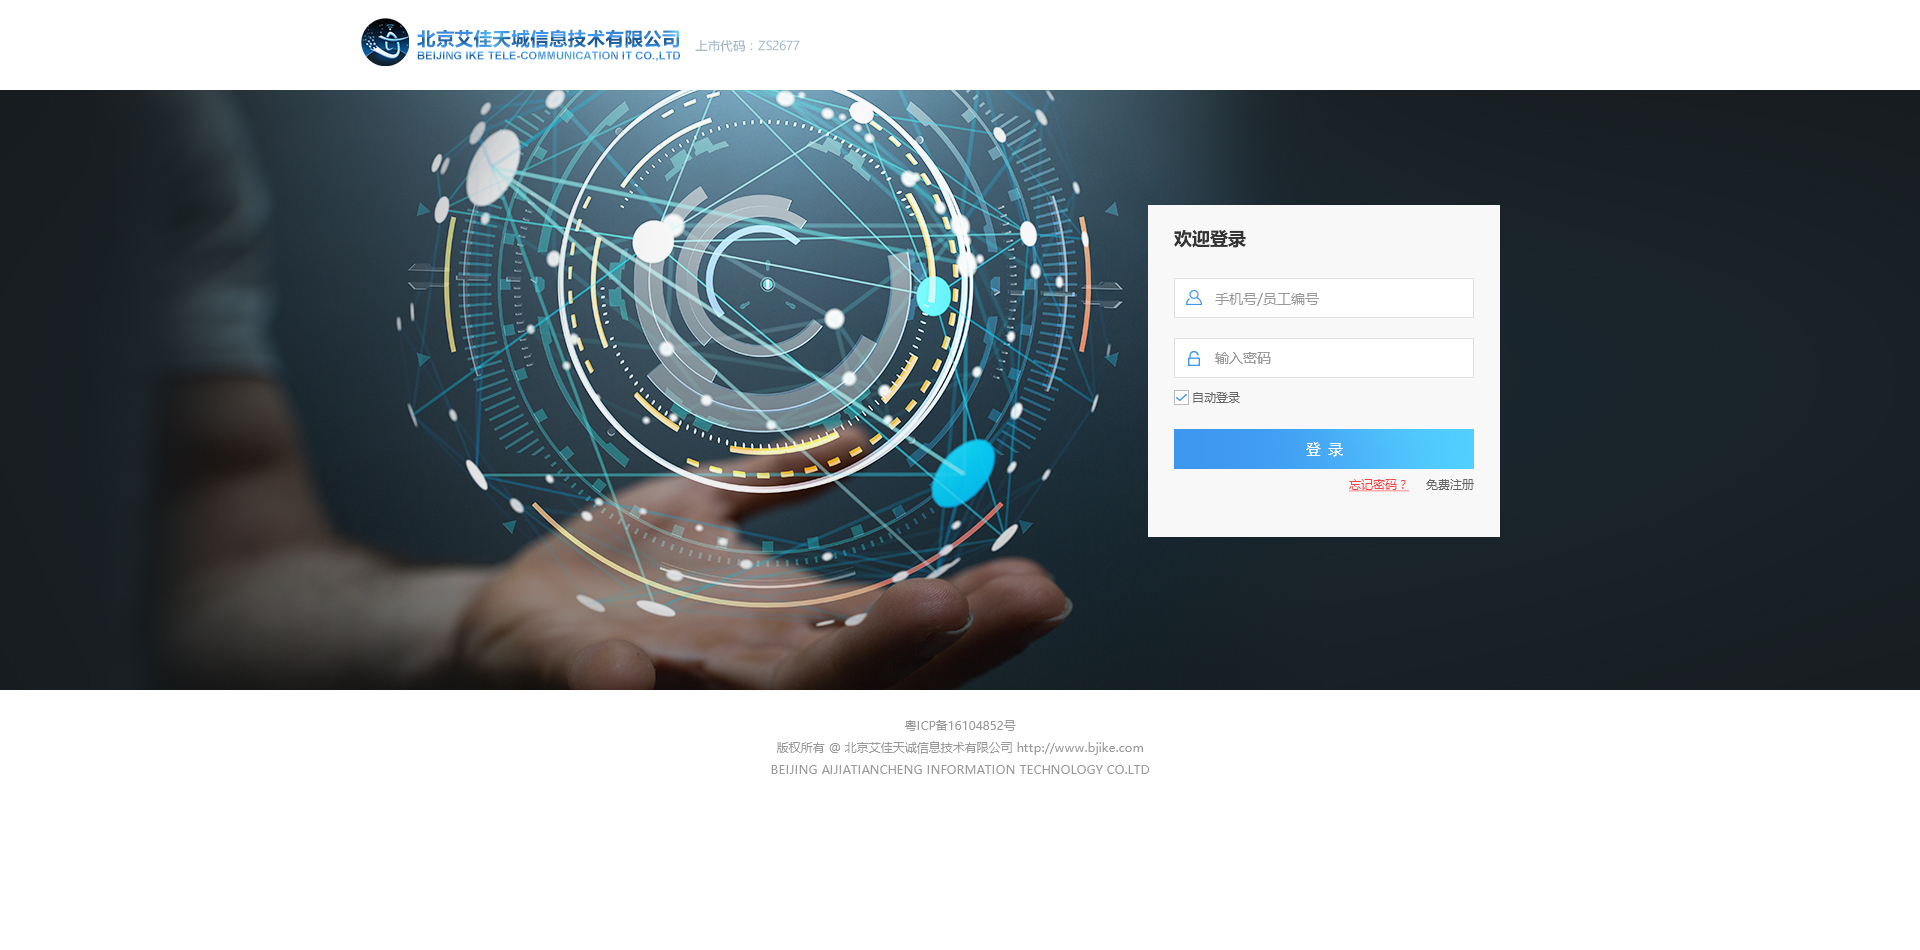 北京艾佳天诚信息技术有限公司
BEIJING IKE TELE-COMMUNICATION IT CO.,LTD
上市代码：ZS2677
欢迎登录
手机号/员工编号
输入密码
自动登录
登 录
忘记密码？ 免费注册
粤ICP备16104852号
版权所有 @ 北京艾佳天诚信息技术有限公司 http://www.bjike.com
BEIJING AIJIATIANCHENG INFORMATION TECHNOLOGY CO.LTD